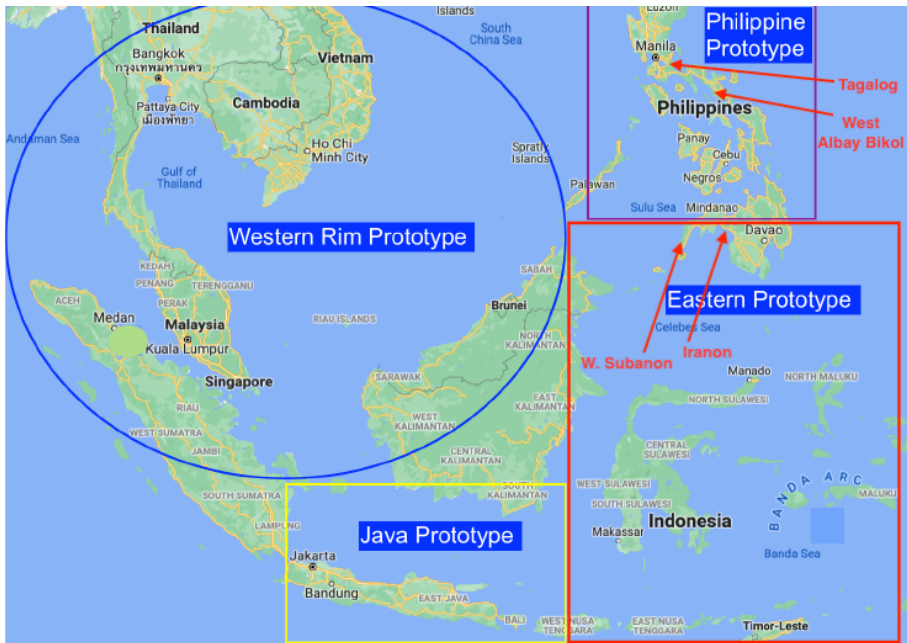 Thailand
Bangkok
กรุงเทพมหานคร
Pattaya City
เมืองพัทยา
Andaman Sea
Gulf of
Thailand
Cambodia
Vietnam
Ho Chi
Minh City
Islands
South
China Sea
Spratly
Islands
Luzon
Manila
Philippine
Prototype
Tagalog
Philippines
West
Albay Bikol
Panay
Cebu
Negros
Palawan
Sulu Sea
Mindanao
Davao
Western Rim Prototype
Eastern Prototype
Celebes Sea
W. Subanon
Iranon
KEDAH
PENANG
TERENGGANU
PERAK
ACEH
Medan
Malaysia
Kuala Lumpur
RIAU ISLANDS
Singapore
SABAH
Brunei
NORTH
KALIMANTAN
SARAWAK
EAST
KALIMANTAN
WEST
KALIMANTAN
CENTRAL
KALIMANTAN
SOUTH
KALIMANTAN
RIAU
WEST SUMATRA
JAMBI
SOUTH SUMATRA
LAMPUNG
Manado
NORTH SULAWESI
NORTH MALUKU
CENTRAL
SULAWESI
WEST SULAWESI
SOUTH
SULAWESI
Makassar
Indonesia
BANDA ARC
MALUKU
Banda Sea
Java Prototype
Jakarta
Bandung
EAST JAVA
BALI
WEST NUSA
TENGGARA
EAST NUSA
TENGGARA
Timor-Leste